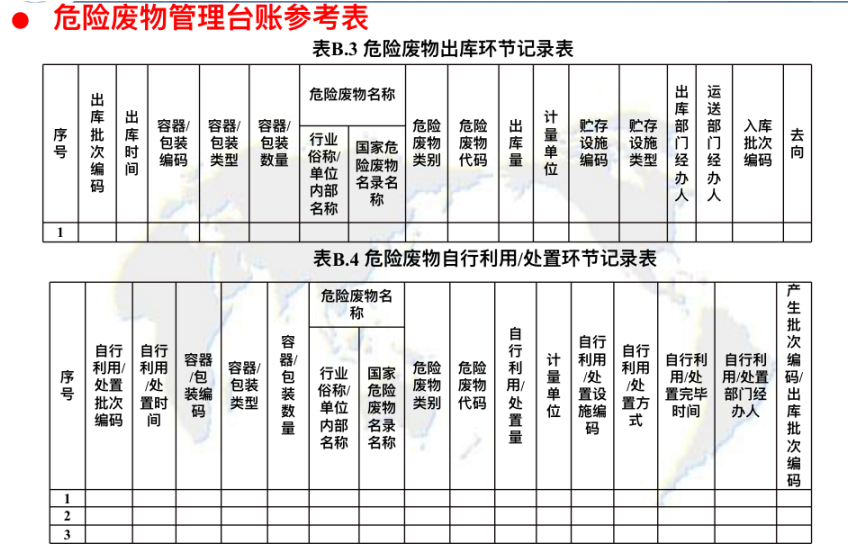 ● 危险废物管理台账参考表
表B.3 危险废物出库环节记录表
序号
出库批次编码
出库时间
容器/包装编码
容器/包装类型
容器/包装数量
危险废物名称
行业俗称/单位内部名称
国家危险废物名录名称
危险废物类别
危险废物代码
出库量
计量单位
贮存设施编码
贮存设施类型
出库部门经办人
运送部门经办人
入库批次编码
去向
1
表B.4 危险废物自行利用/处置环节记录表
序号
自行利用/处置批次编码
自行利用/处置时间
容器/包装编码
容器/包装类型
容器/包装数量
危险废物名称
行业俗称/单位内部名称
国家危险废物名录名称
危险废物类别
危险废物代码
自行利用/处置量
计量单位
自行利用/处置设施编码
自行利用/处置方式
自行利用/处置完毕时间
自行利用/处置部门经办人
产生批次编码/出库批次编码
1
2
3